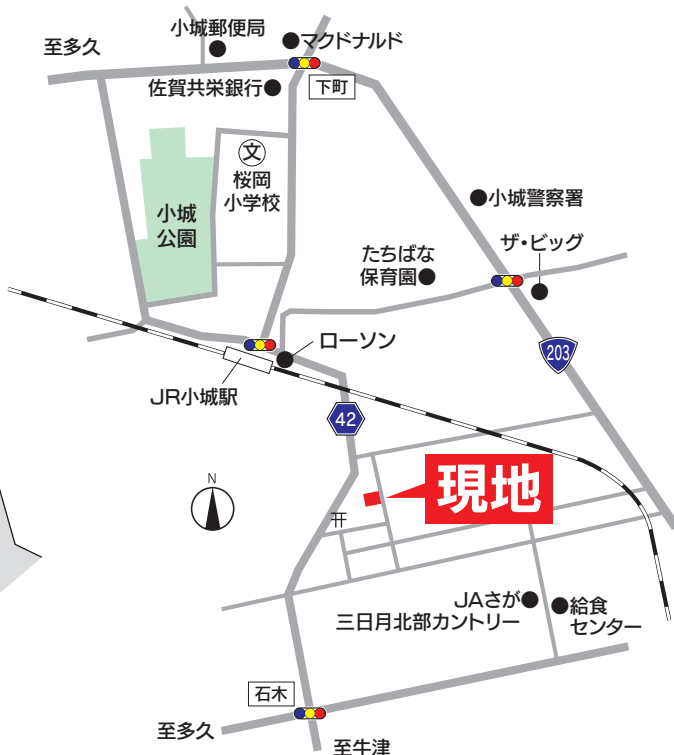 小城郵便局
マクドナルド
至多久
佐賀共栄銀行
下町
文
桜岡
小学校
小城
公園
小城警察署
ザ・ビッグ
たちばな
保育園
ローソン
203
JR小城駅
42
現地
N
JAさが
三日月北部カントリー
給食
センター
石木
至多久
至牛津